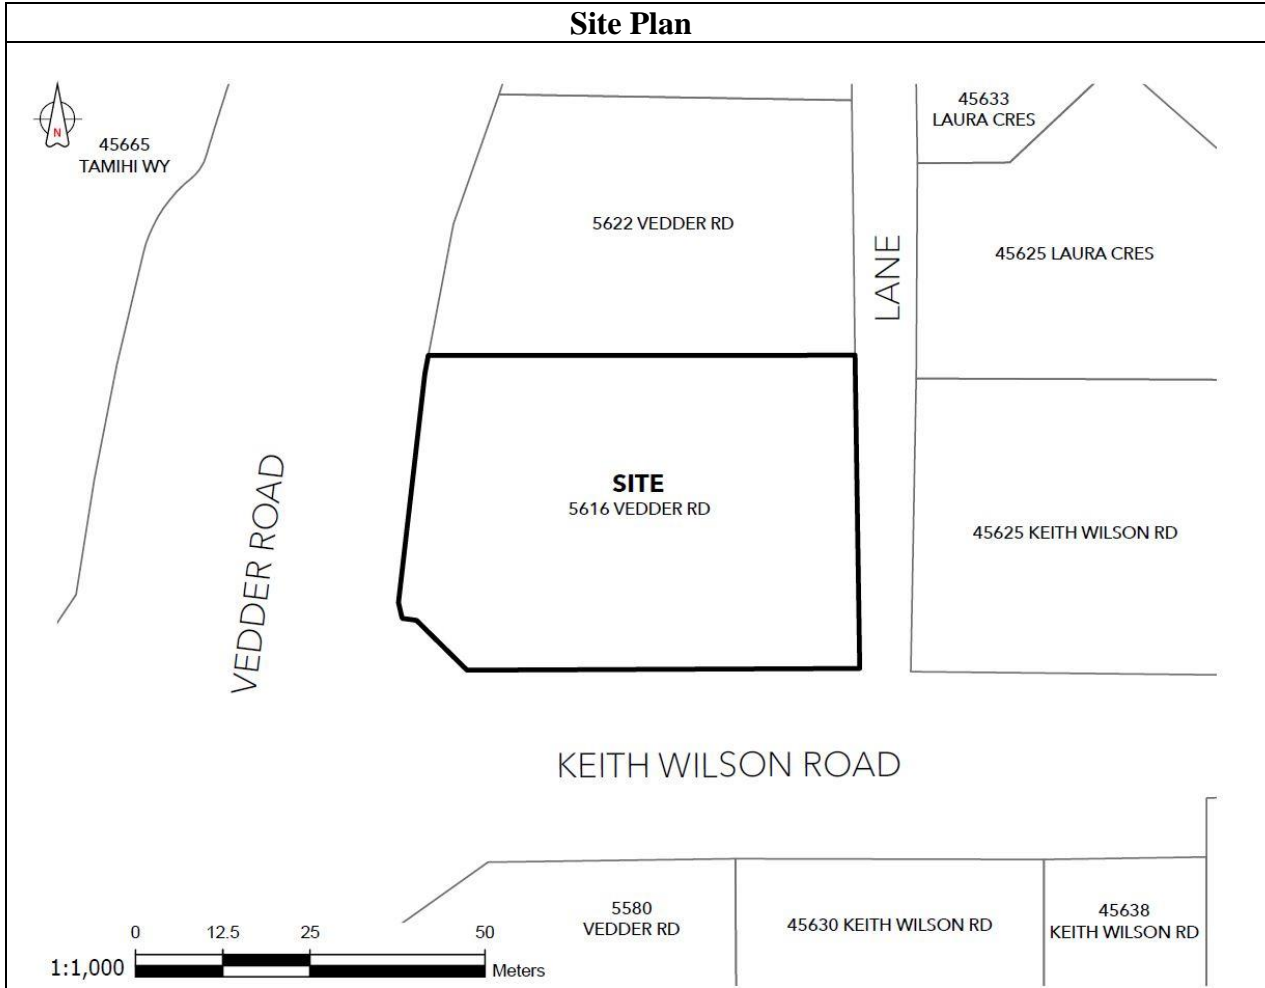 Site Plan
N
45665
TAMIHI WY
45633
LAURA CRES
5622 VEDDER RD
LANE
45625 LAURA CRES
SITE
5616 VEDDER RD
VEDDER ROAD
45625 KEITH WILSON RD
KEITH WILSON ROAD
5580
VEDDER RD
45630 KEITH WILSON RD
45638
KEITH WILSON RD
0 12.5 25 50
1:1,000 Meters